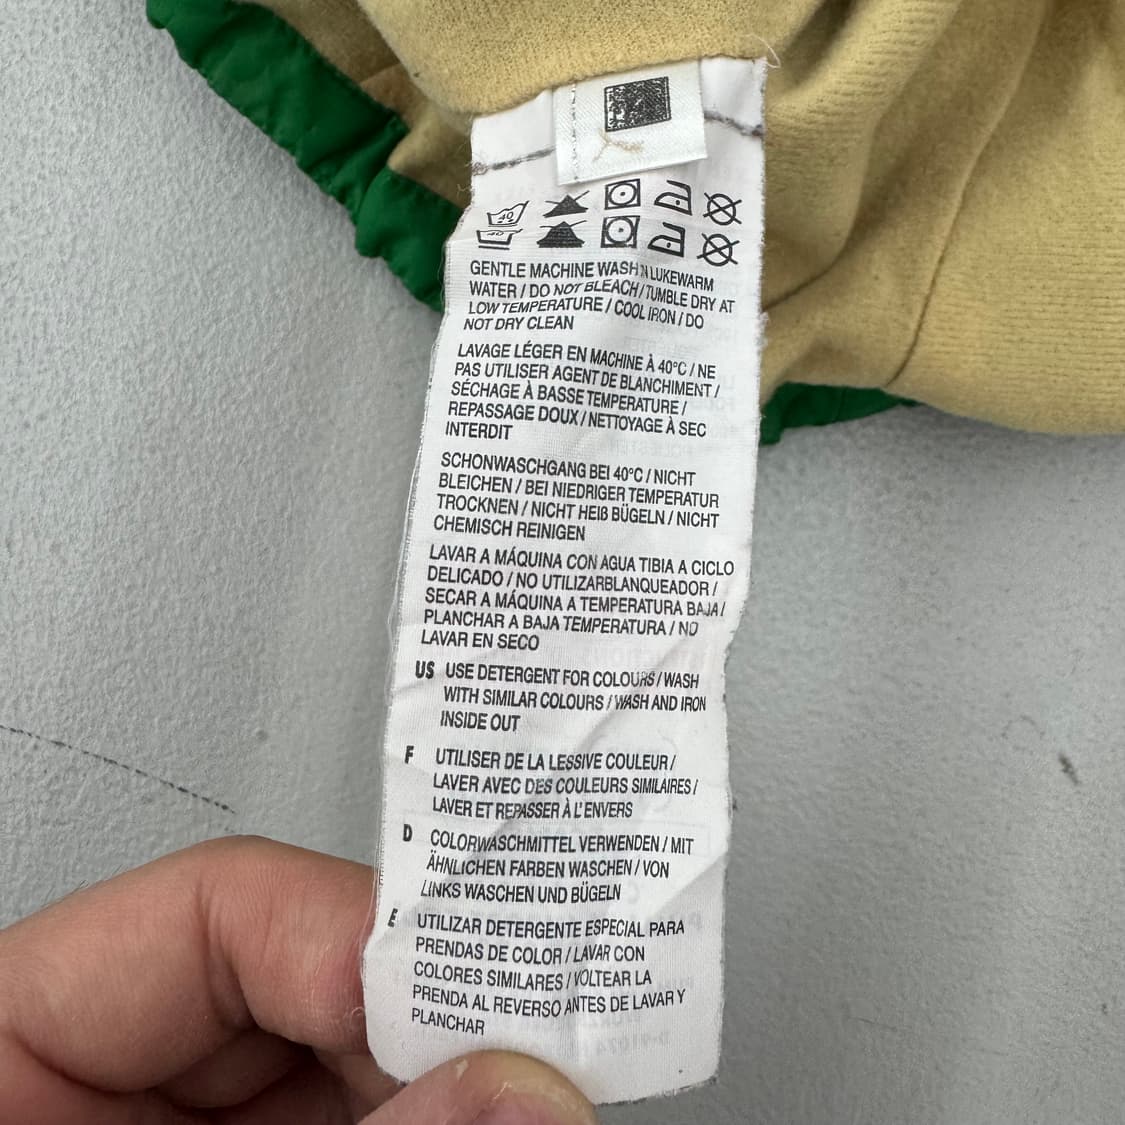 40
40
GENTLE MACHINE WASH IN LUKEWARM
WATER / DO NOT BLEACH / TUMBLE DRY AT
LOW TEMPERATURE / COOL IRON / DO
NOT DRY CLEAN
LAVAGE LÉGER EN MACHINE À 40°C / NE
PAS UTILISER AGENT DE BLANCHIMENT /
SÉCHAGE À BASSE TEMPERATURE /
REPASSAGE DOUX / NETTOYAGE À SEC
INTERDIT
SCHONWASCHGANG BEI 40°C / NICHT
BLEICHEN / BEI NIEDRIGER TEMPERATUR
TROCKNEN / NICHT HEIß BÜGELN / NICHT
CHEMISCH REINIGEN
LAVAR A MÁQUINA CON AGUA TIBIA A CICLO
DELICADO / NO UTILIZARBLANQUEADOR /
SECAR A MÁQUINA A TEMPERATURA BAJA /
PLANCHAR A BAJA TEMPERATURA / NO
LAVAR EN SECO
US USE DETERGENT FOR COLOURS / WASH
WITH SIMILAR COLOURS / WASH AND IRON
INSIDE OUT
F UTILISER DE LA LESSIVE COULEUR /
LAVER AVEC DES COULEURS SIMILAIRES /
LAVER ET REPASSER À L'ENVERS
D COLORWASCHMITTEL VERWENDEN / MIT
ÄHNLICHEN FARBEN WASCHEN / VON
LINKS WASCHEN UND BÜGELN
E UTILIZAR DETERGENTE ESPECIAL PARA
PRENDAS DE COLOR / LAVAR CON
COLORES SIMILARES / VOLTEAR LA
PRENDA AL REVERSO ANTES DE LAVAR Y
PLANCHAR